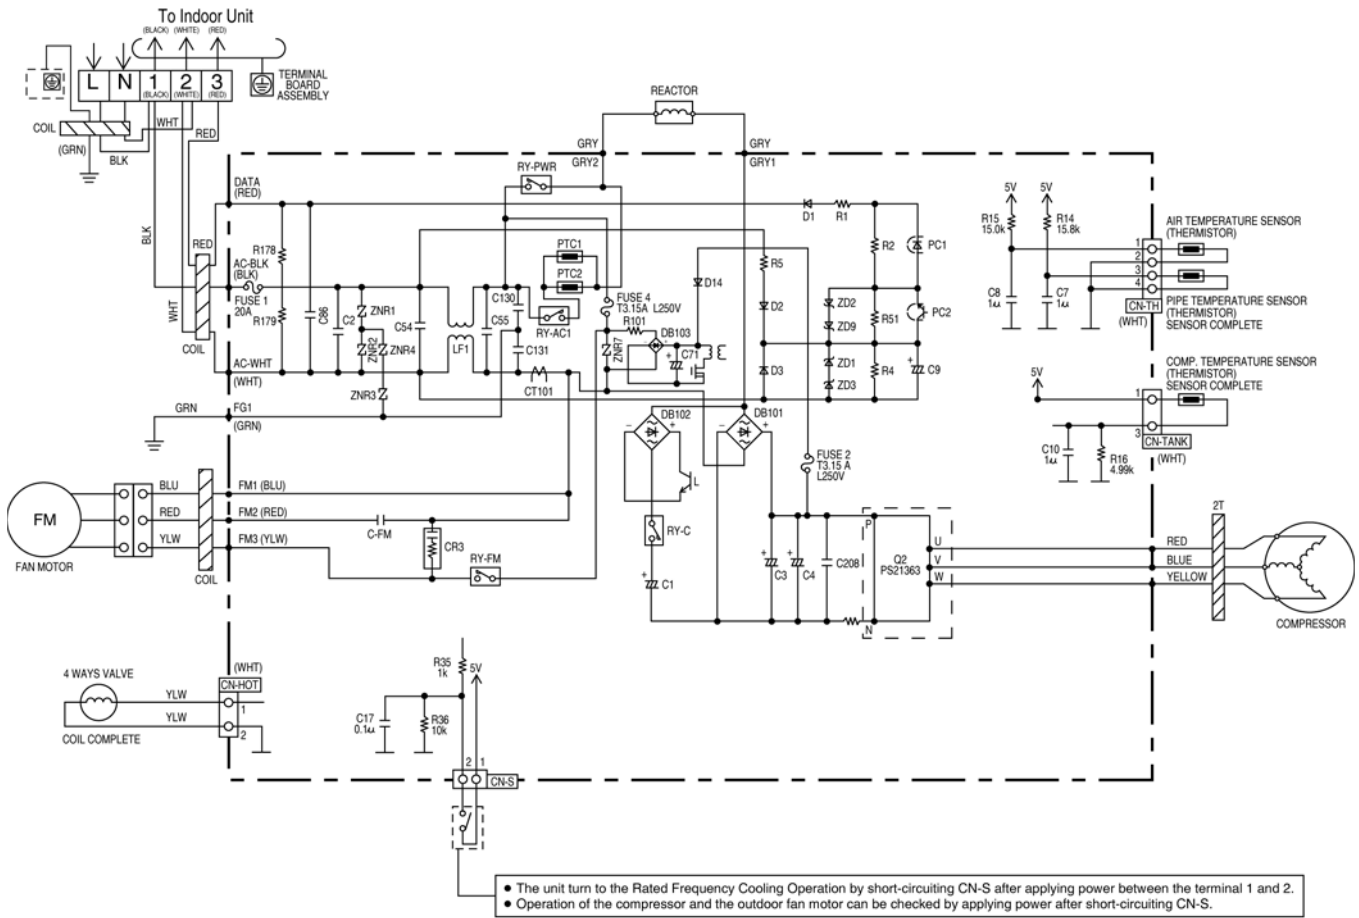 To Indoor Unit
(BLACK) (WHITE) (RED)
L N 1 2 3
(BLACK) (WHITE) (RED)
TERMINAL
BOARD
ASSEMBLY
COIL
(GRN)
BLK
WHT
RED
REACTOR
GRY GRY
GRY2 GRY1
RY-PWR
DATA
(RED)
BLK
RED
WHT
COIL
AC-BLK
(BLK)
FUSE 1
20A
R178
R179
C86
C2
ZNR1
ZNR2
ZNR4
ZNR3
C54
LF1
C55
C130
C131
CT101
PTC1
PTC2
RY-AC1
FUSE 4
T3.15A L250V
R101
ZNR7
DB103
C71
D14
D1
R1
R5
D2
D3
R2
PC1
ZD2
ZD9
R51
PC2
ZD1
ZD3
R4
C9
AC-WHT
(WHT)
GRN
FG1
(GRN)
5V 5V
R15
15.0k
R14
15.8k
C8
1u
C7
1u
1
2
3
4
CN-TH
(WHT)
AIR TEMPERATURE SENSOR
(THERMISTOR)
PIPE TEMPERATURE SENSOR
(THERMISTOR)
SENSOR COMPLETE
COMP. TEMPERATURE SENSOR
(THERMISTOR)
SENSOR COMPLETE
5V
1
3
CN-TANK
(WHT)
C10
1u
R16
4.99k
DB102
- +
DB101
- +
L
RY-C
C1
+
FUSE 2
T3.15 A
L250V
+ C3
+ C4
C208
P
N
Q2
PS21363
U
V
W
RED
BLUE
YELLOW
2T
COMPRESSOR
FM
FAN MOTOR
BLU
RED
YLW
COIL
FM1 (BLU)
FM2 (RED)
FM3 (YLW)
C-FM
CR3
RY-FM
4 WAYS VALVE
YLW
YLW
COIL COMPLETE
(WHT)
CN-HOT
1
2
R35
1k
5V
C17
0.1u
R36
10k
2 1
CN-S
● The unit turn to the Rated Frequency Cooling Operation by short-circuiting CN-S after applying power between the terminal 1 and 2.
● Operation of the compressor and the outdoor fan motor can be checked by applying power after short-circuiting CN-S.